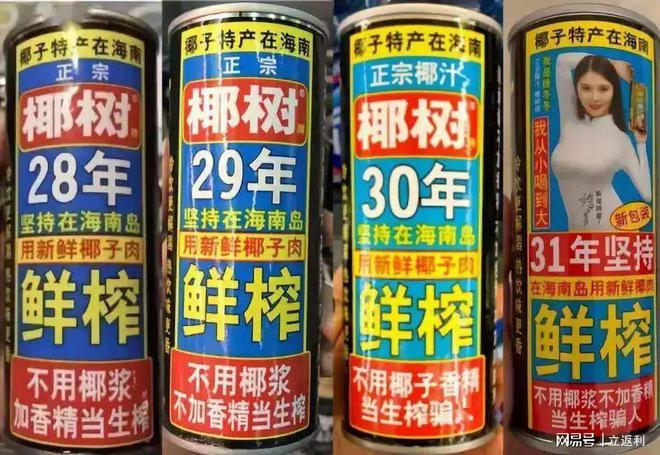 椰子特产在海南
正宗
椰树
28年
坚持在海南岛
用新鲜椰子肉
鲜榨
不用椰浆
加香精当生榨
椰子特产在海南
正宗
椰树
29年
坚持在海南岛
用新鲜椰子肉
鲜榨
不用椰浆
不加香精当生榨
椰子特产在海南
正宗椰汁
椰树
30年
坚持在海南岛
用新鲜椰子肉
鲜榨
不用椰子香精
当生榨骗人
椰子特产在海南
我从小喝到大
新包装
31年坚持
在海南岛用新鲜椰肉
鲜榨
不用椰浆不加香精
当生榨骗人
网易号 | 立返利